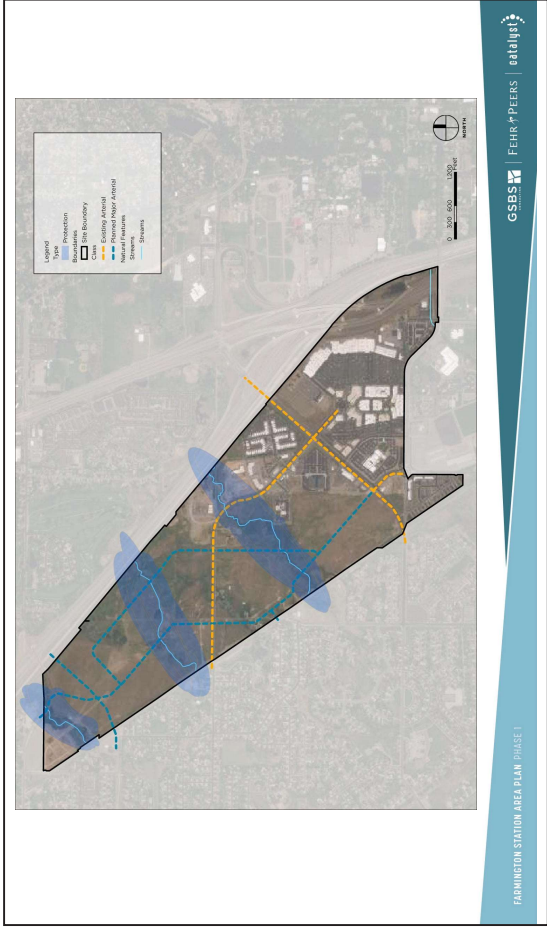 Legend
Type
Protection
Boundaries
Site Boundary
Class
Existing Arterial
Planned Major Arterial
Natural Features
Streams
Streams
0 300 600 1200
Feet
NORTH
FARMINGTON STATION AREA PLAN PHASE 1
GSBS
CONSULTING
FEHR PEERS
catalyst